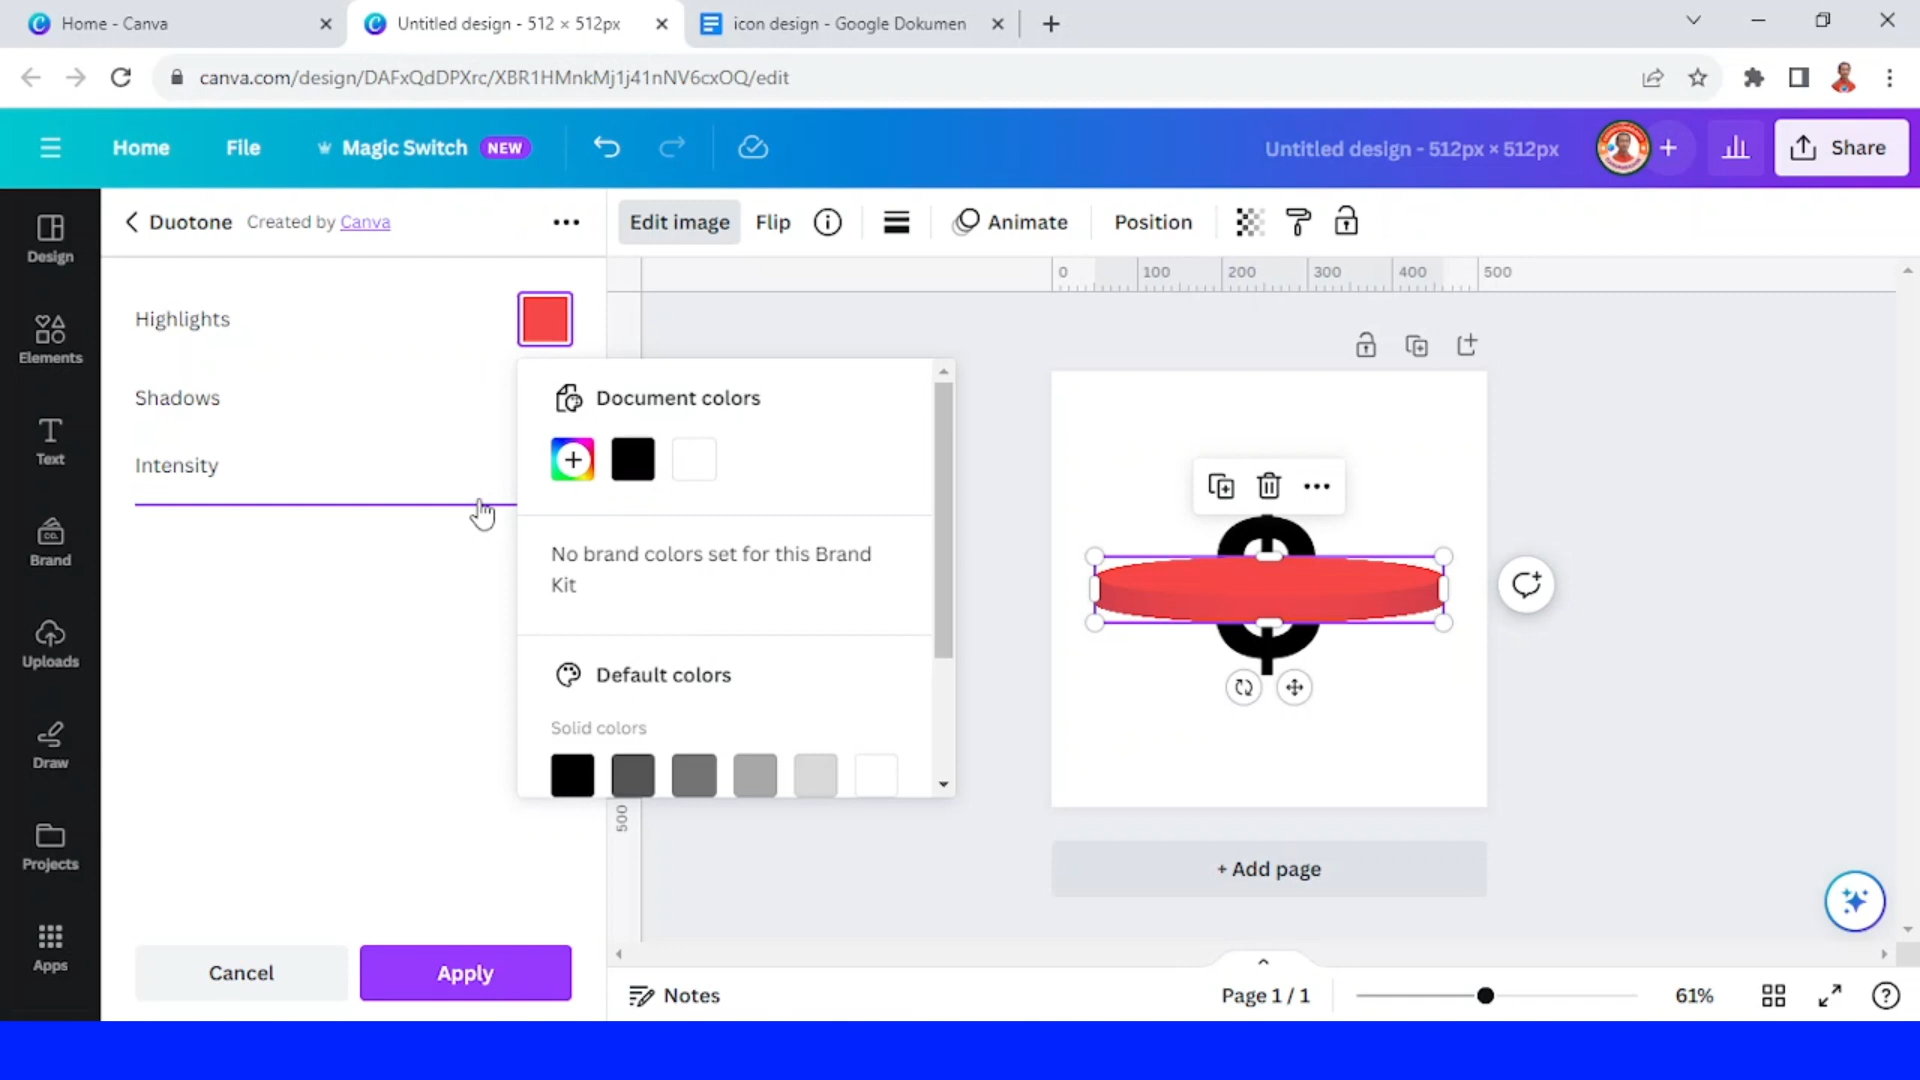 Home - Canva
Untitled design - 512 × 512px
icon design - Google Dokumen
canva.com/design/DAFxQdDPXrc/XBR1HMnkMj1j41nNV6cxOQ/edit
Home
File
Magic Switch
NEW
Untitled design - 512px × 512px
Share
Duotone
Created by Canva
Edit image
Flip
Animate
Position
Design
Elements
Text
CO.
Brand
Uploads
Draw
Projects
Apps
Highlights
Shadows
Intensity
Document colors
No brand colors set for this Brand
Kit
Default colors
Solid colors
0 100 200 300 400 500
500
$
+ Add page
Cancel
Apply
Notes
Page 1 / 1
61%